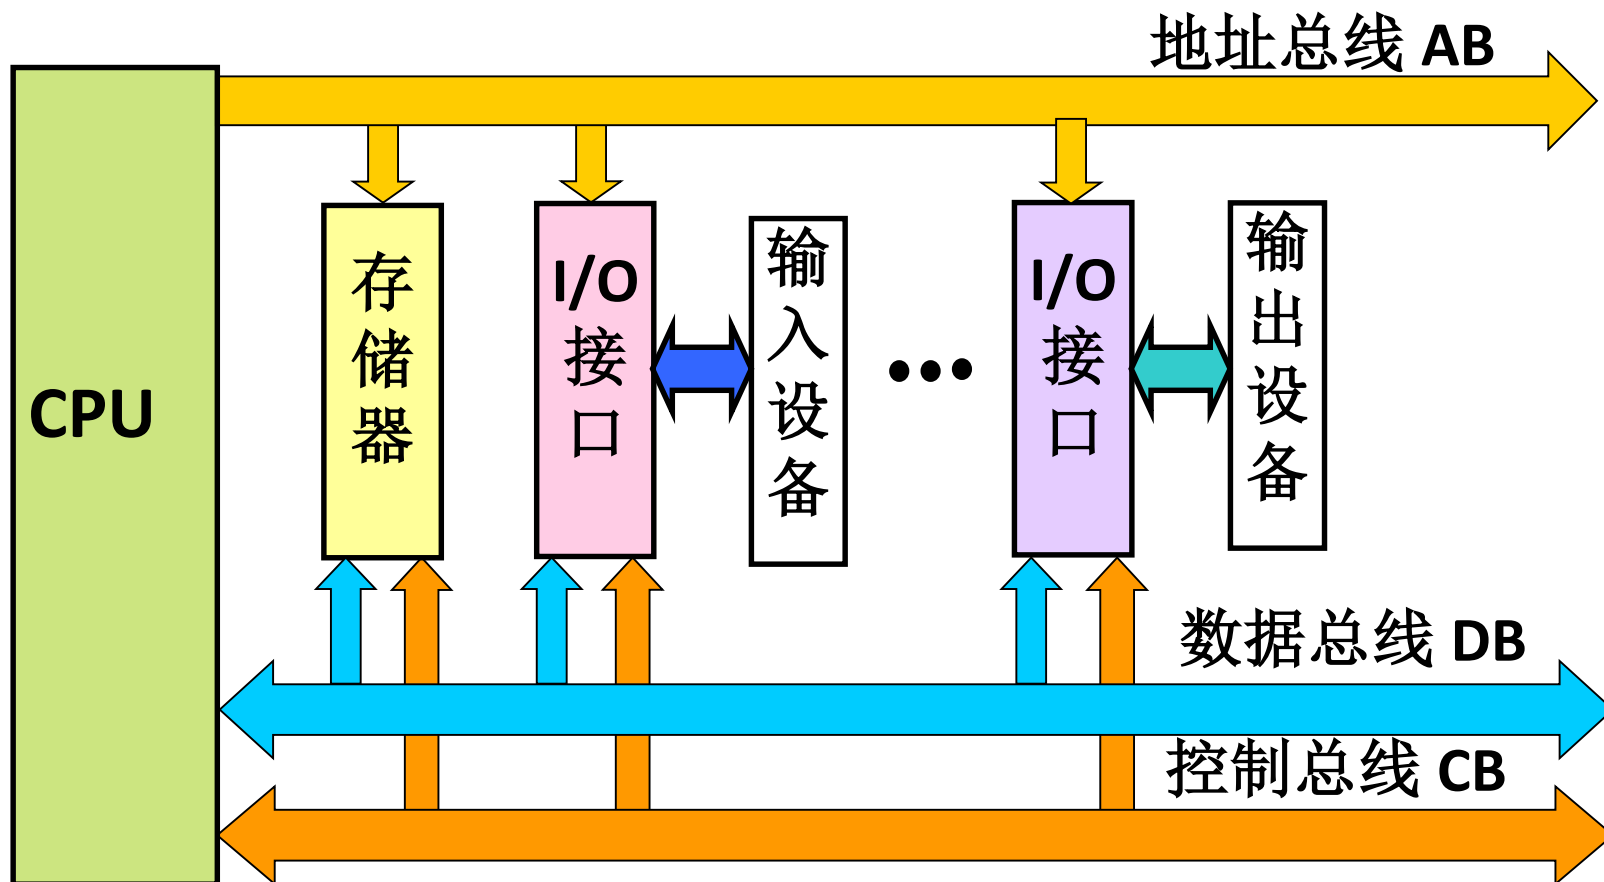 地址总线 AB
CPU
存储器
I/O接口
输入设备
I/O接口
输出设备
数据总线 DB
控制总线 CB